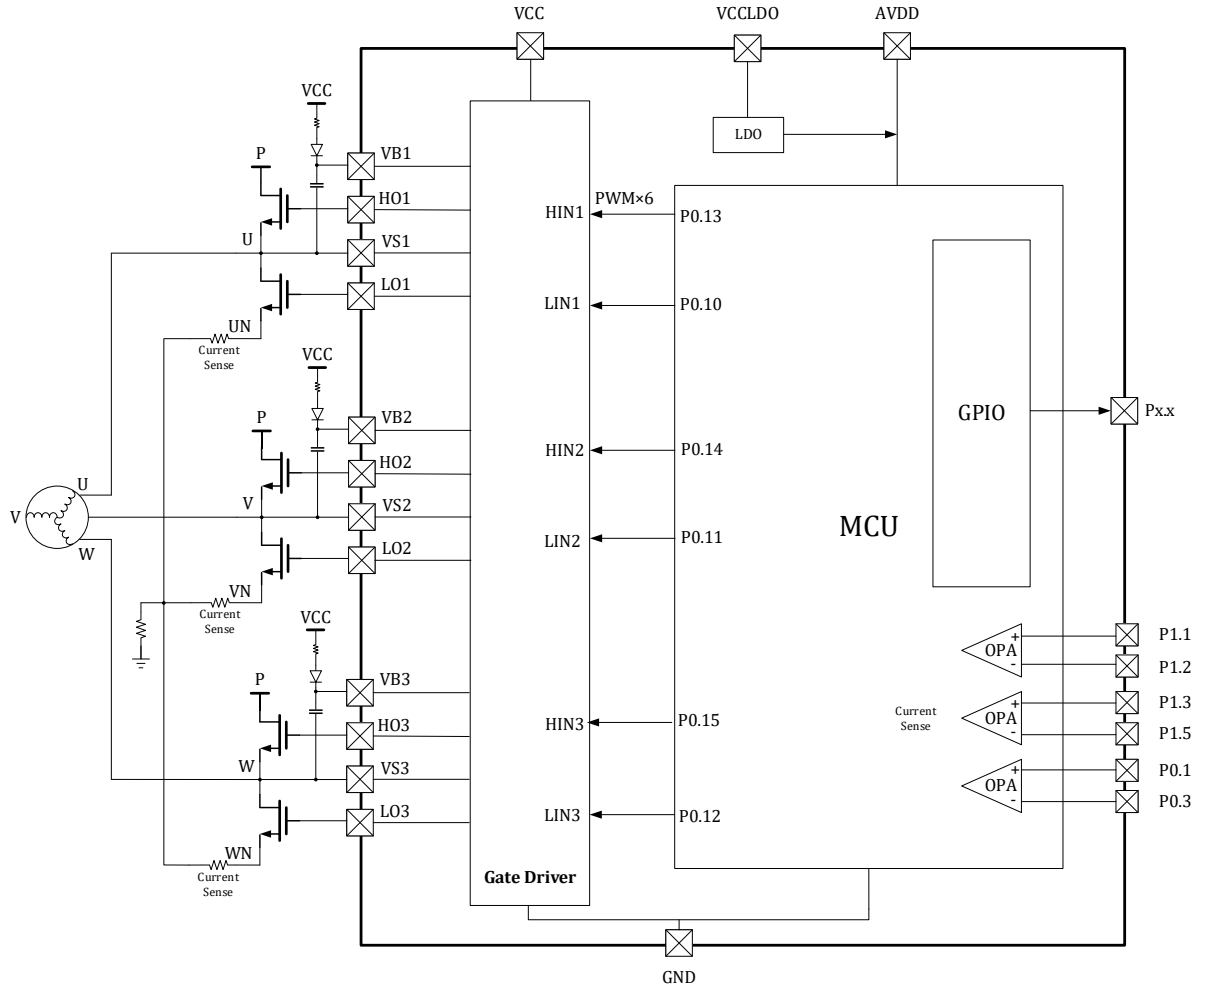 VCC VCCLDO AVDD
VCC
LDO
P VB1
HO1 HIN1 PWM×6 P0.13
U VS1
LO1 LIN1 P0.10
UN
Current
Sense
VCC
P VB2
GPIO Px.x
HO2 HIN2 P0.14
U
V V VS2
MCU
W LO2 LIN2 P0.11
VN
Current
Sense
VCC
+ P1.1
OPA
- P1.2
P VB3
+ P1.3
Current
Sense
OPA
- P1.5
HO3 HIN3 P0.15
W VS3
+ P0.1
OPA
- P0.3
LO3 LIN3 P0.12
WN
Current
Sense
Gate Driver
GND